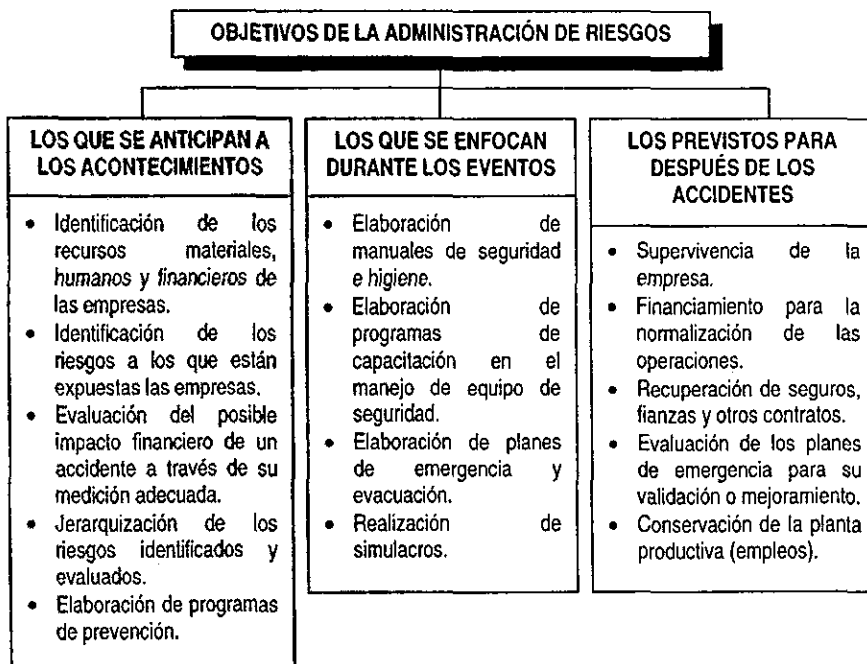 OBJETIVOS DE LA ADMINISTRACIÓN DE RIESGOS
LOS QUE SE ANTICIPAN A
LOS ACONTECIMIENTOS
• Identificación de los
recursos materiales,
humanos y financieros de
las empresas.
• Identificación de los
riesgos a los que están
expuestas las empresas.
• Evaluación del posible
impacto financiero de un
accidente a través de su
medición adecuada.
• Jerarquización de los
riesgos identificados y
evaluados.
• Elaboración de programas
de prevención.
LOS QUE SE ENFOCAN
DURANTE LOS EVENTOS
• Elaboración de
manuales de seguridad
e higiene.
• Elaboración de
programas de
capacitación en el
manejo de equipo de
seguridad.
• Elaboración de planes
de emergencia y
evacuación.
• Realización de
simulacros.
LOS PREVISTOS PARA
DESPUÉS DE LOS
ACCIDENTES
• Supervivencia de la
empresa.
• Financiamiento para la
normalización de las
operaciones.
• Recuperación de seguros,
fianzas y otros contratos.
• Evaluación de los planes
de emergencia para su
validación o mejoramiento.
• Conservación de la planta
productiva (empleos).